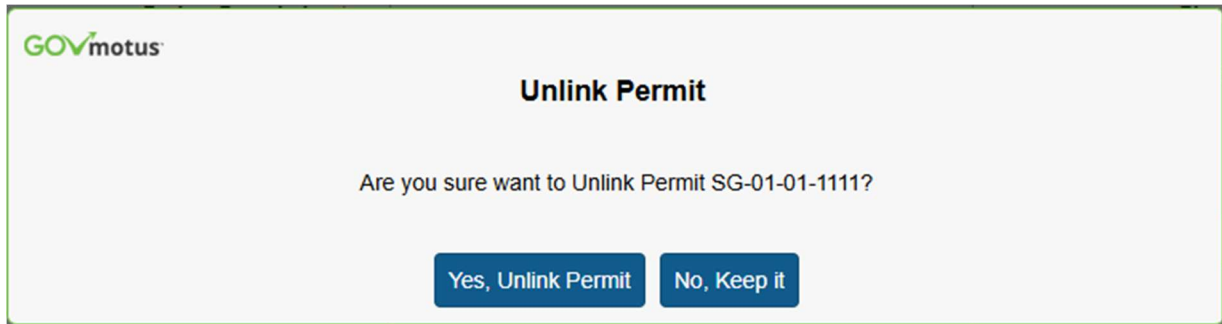 GOVmotus
Unlink Permit
Are you sure want to Unlink Permit SG-01-01-1111?
Yes, Unlink Permit No, Keep it